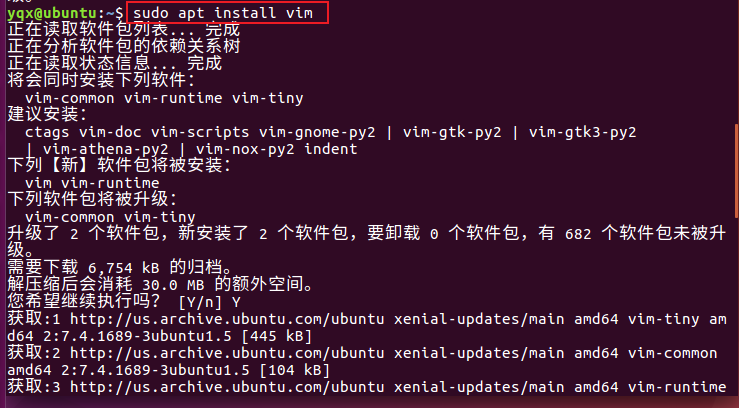 yqx@ubuntu:~$ sudo apt install vim
正在读取软件包列表... 完成
正在分析软件包的依赖关系树
正在读取状态信息... 完成
将会同时安装下列软件：
  vim-common vim-runtime vim-tiny
建议安装：
  ctags vim-doc vim-scripts vim-gnome-py2 | vim-gtk-py2 | vim-gtk3-py2
  | vim-athena-py2 | vim-nox-py2 indent
下列【新】软件包将被安装：
  vim vim-runtime
下列软件包将被升级：
  vim-common vim-tiny
升级了 2 个软件包，新安装了 2 个软件包，要卸载 0 个软件包，有 682 个软件包未被升
级。
需要下载 6,754 kB 的归档。
解压缩后会消耗 30.0 MB 的额外空间。
您希望继续执行吗？ [Y/n] Y
获取:1 http://us.archive.ubuntu.com/ubuntu xenial-updates/main amd64 vim-tiny am
d64 2:7.4.1689-3ubuntu1.5 [445 kB]
获取:2 http://us.archive.ubuntu.com/ubuntu xenial-updates/main amd64 vim-common
amd64 2:7.4.1689-3ubuntu1.5 [104 kB]
获取:3 http://us.archive.ubuntu.com/ubuntu xenial-updates/main amd64 vim-runtime